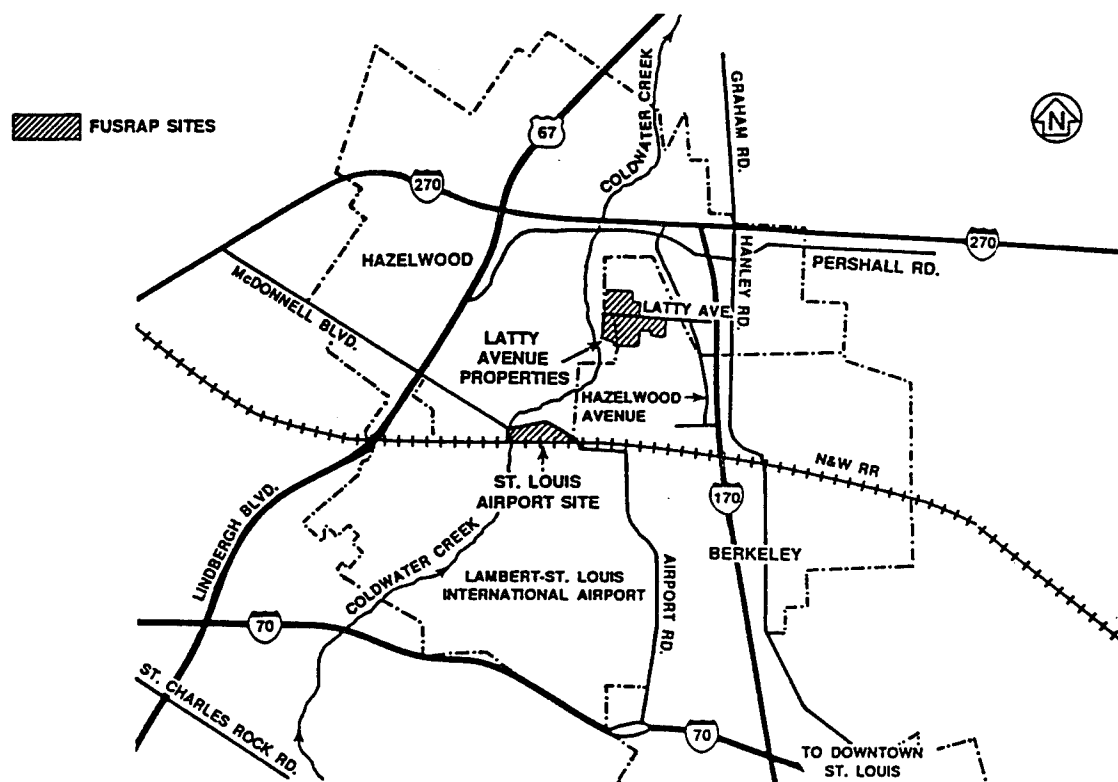 FUSRAP SITES
N
COLDWATER CREEK
GRAHAM RD.
67
270
HAZELWOOD
McDONNELL BLVD.
HANLEY RD.
270
PERSHALL RD.
LATTY AVE
LATTY
AVENUE
PROPERTIES
HAZELWOOD
AVENUE
N&W RR
ST. LOUIS
AIRPORT SITE
170
LINDBERGH BLVD.
COLDWATER CREEK
BERKELEY
LAMBERT-ST. LOUIS
INTERNATIONAL AIRPORT
AIRPORT RD.
70
ST. CHARLES ROCK RD.
70
TO DOWNTOWN
ST. LOUIS